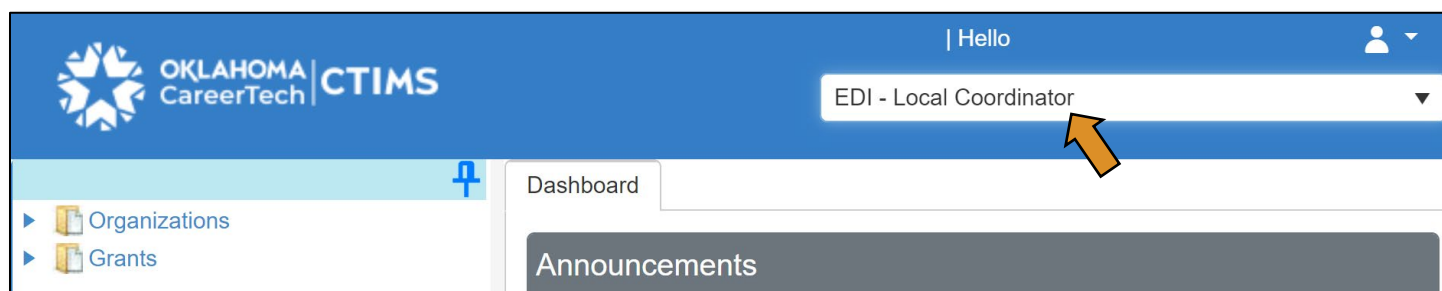 | Hello
OKLAHOMA
CareerTech
CTIMS
EDI - Local Coordinator
Dashboard
Organizations
Grants
Announcements